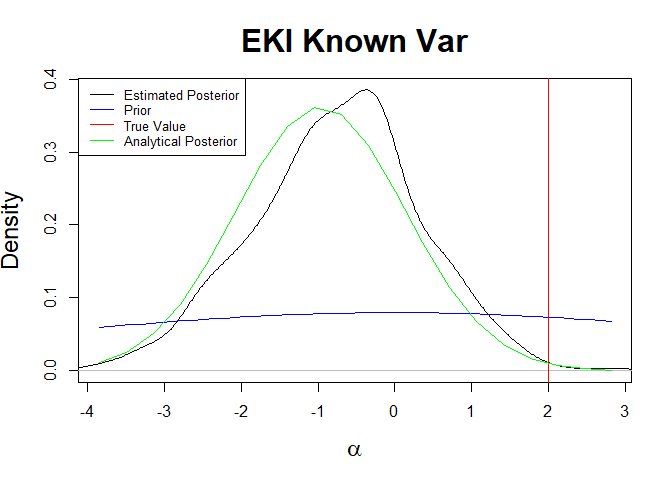 EKI Known Var
Estimated Posterior
Prior
True Value
Analytical Posterior
Density
0.0
0.1
0.2
0.3
0.4
-4
-3
-2
-1
0
1
2
3
α